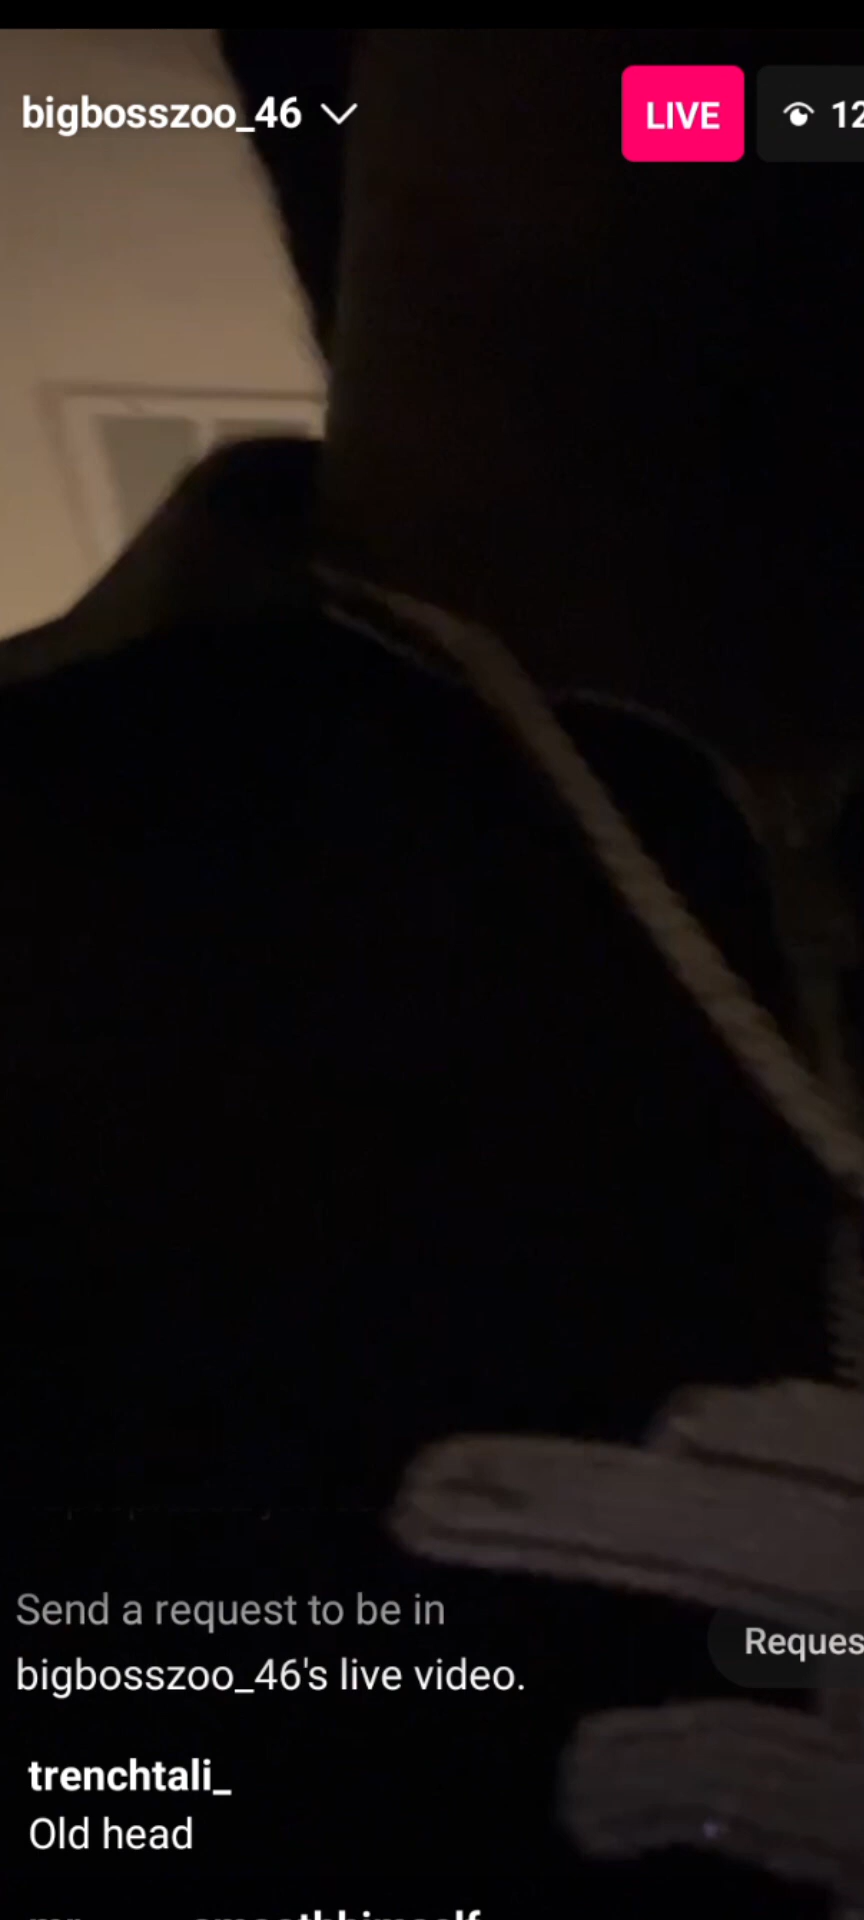 bigbosszoo_46
LIVE
12
Send a request to be in
bigbosszoo_46's live video.
Reques
trenchtali_
Old head